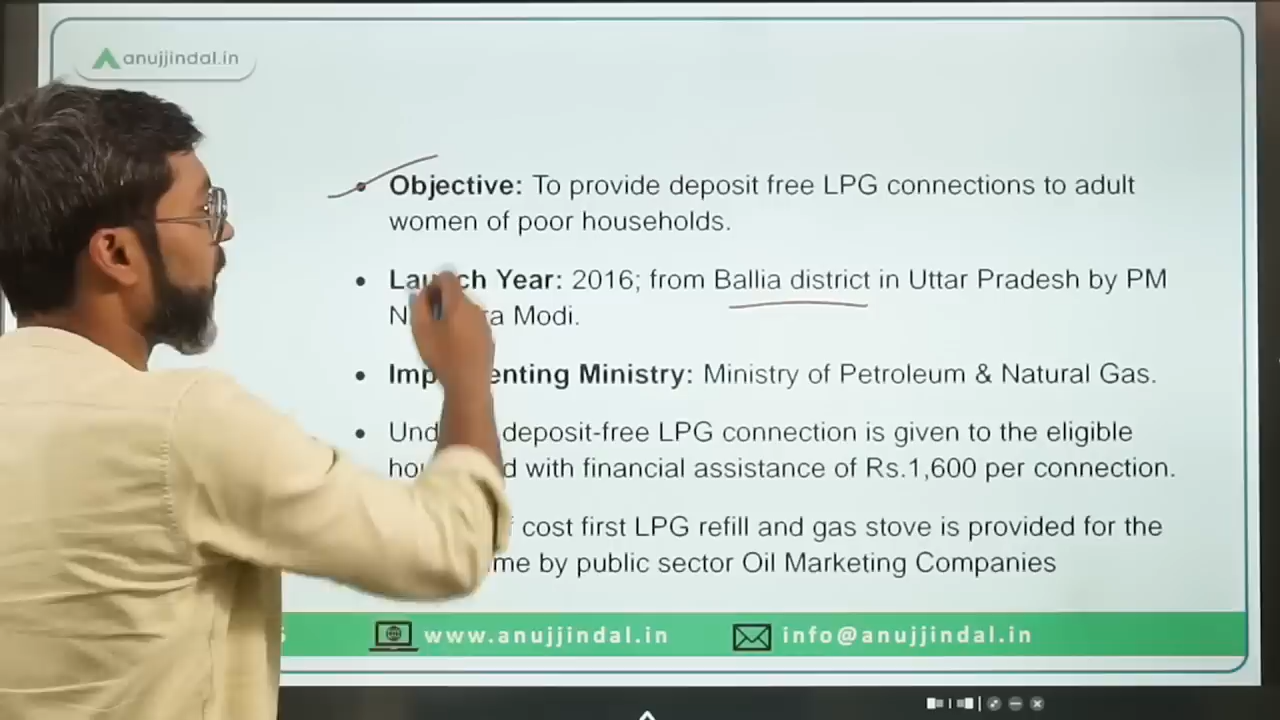 anujjindal.in
Objective: To provide deposit free LPG connections to adult
women of poor households.
Launch Year: 2016; from Ballia district in Uttar Pradesh by PM
Modi.
Implementing Ministry: Ministry of Petroleum & Natural Gas.
deposit-free LPG connection is given to the eligible
with financial assistance of Rs.1,600 per connection.
cost first LPG refill and gas stove is provided for the
by public sector Oil Marketing Companies
www.anujjindal.in
info@anujjindal.in